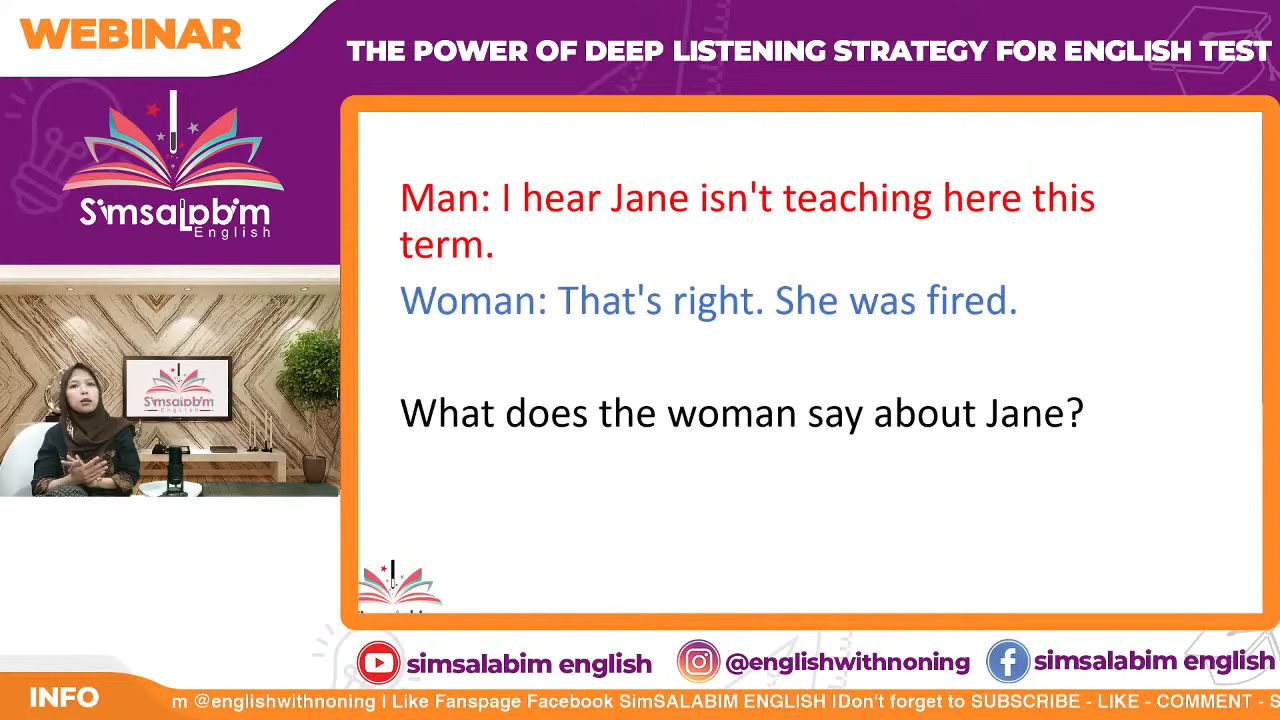 WEBINAR
THE POWER OF DEEP LISTENING STRATEGY FOR ENGLISH TEST
SimsaLabim
English
Man: I hear Jane isn't teaching here this
term.
Woman: That's right. She was fired.
Simsalabim
English
What does the woman say about Jane?
simsalabim english
@englishwithnoning
simsalabim english
INFO
m @englishwithnoning I Like Fanspage Facebook SimSALABIM ENGLISH IDon't forget to SUBSCRIBE - LIKE - COMMENT - S